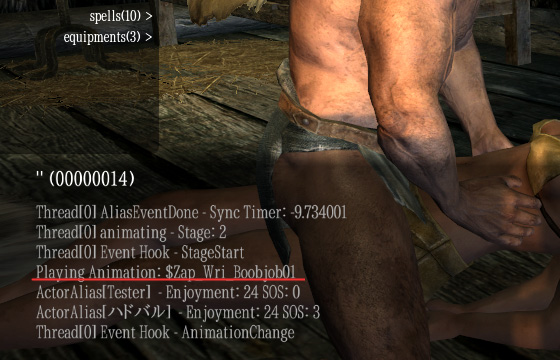 spells(10) >
equipments(3) >
" (00000014)
Thread[0] AliasEventDone - Sync Timer: -9.734001
Thread[0] animating - Stage: 2
Thread[0] Event Hook - StageStart
Playing Animation: $Zap_Wri_Boobjob01
ActorAlias[Tester] - Enjoyment: 24 SOS: 0
ActorAlias[ハドバル] - Enjoyment: 24 SOS: 3
Thread[0] Event Hook - AnimationChange